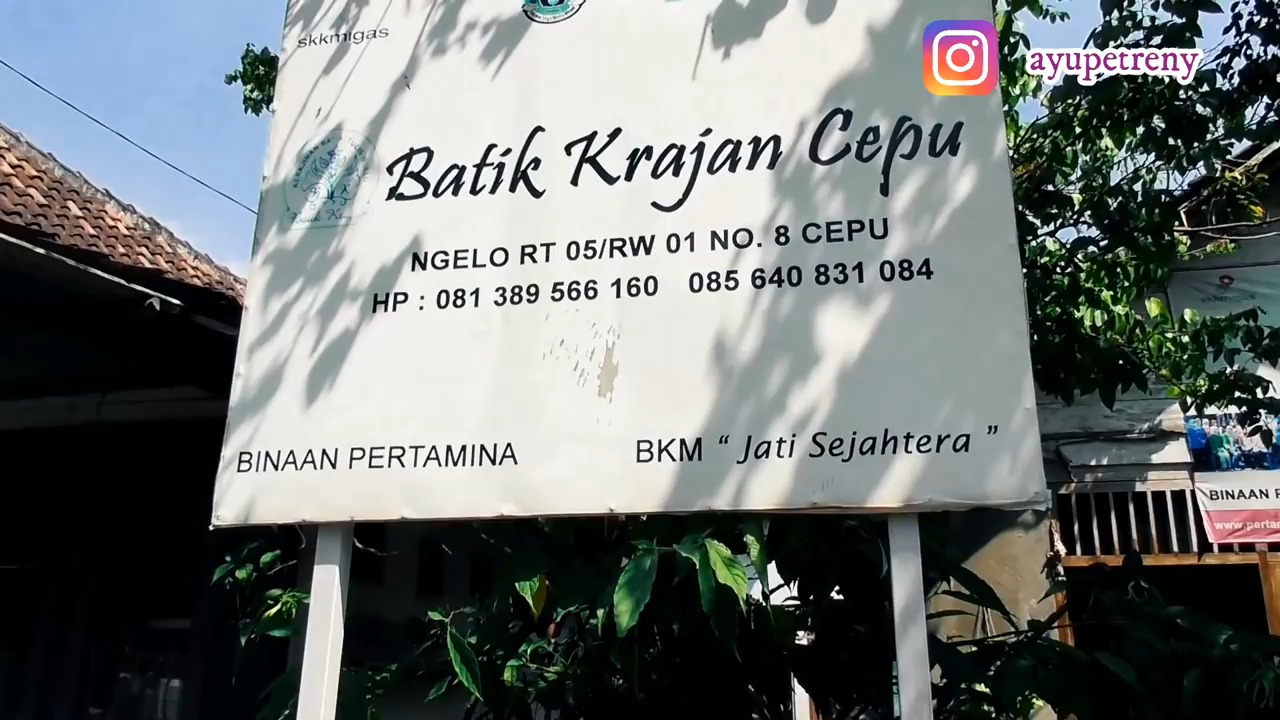 skkmigas
ayupetreny
Batik Krajan Cepu
NGELO RT 05/RW 01 NO. 8 CEPU
HP : 081 389 566 160 085 640 831 084
BINAAN PERTAMINA
BKM “ Jati Sejahtera ”
skkmigas
BINAAN